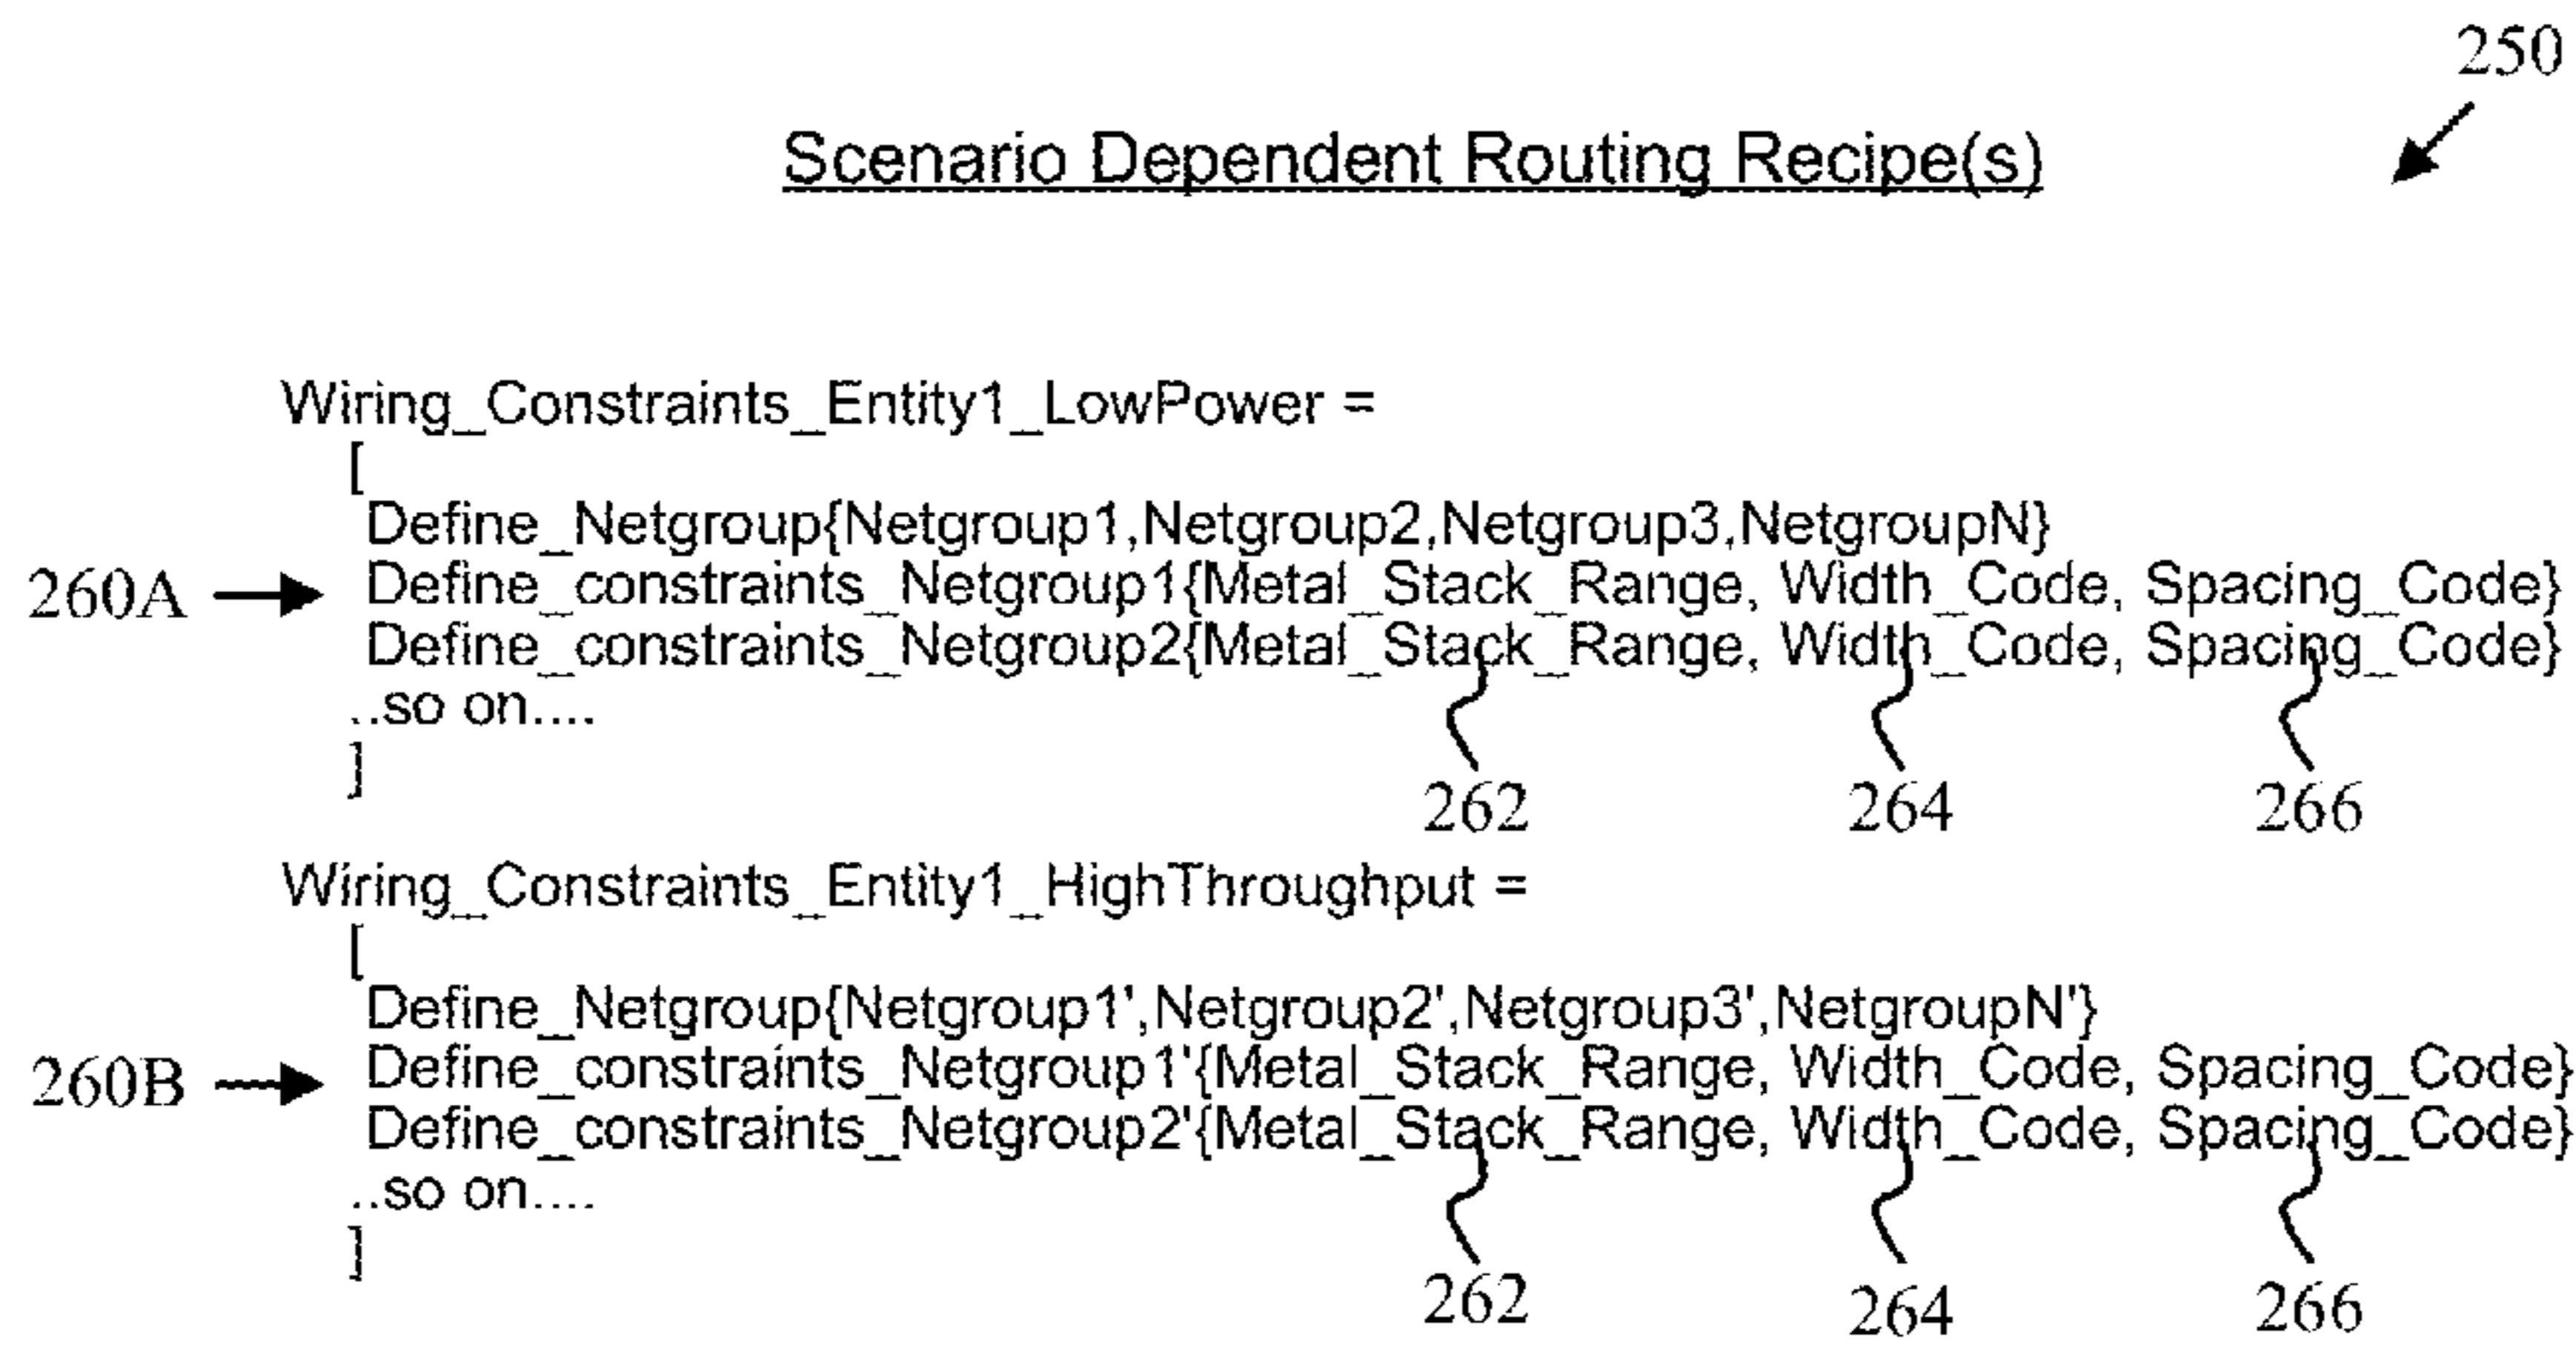 250
Scenario Dependent Routing Recipe(s)
Wiring_Constraints_Entity1_LowPower =
[
Define_Netgroup{Netgroup1,Netgroup2,Netgroup3,NetgroupN}
260A Define_constraints_Netgroup1{Metal_Stack_Range, Width_Code, Spacing_Code}
Define_constraints_Netgroup2{Metal_Stack_Range, Width_Code, Spacing_Code}
..so on....
]
262 264 266
Wiring_Constraints_Entity1_HighThroughput =
[
Define_Netgroup{Netgroup1',Netgroup2',Netgroup3',NetgroupN'}
260B Define_constraints_Netgroup1'{Metal_Stack_Range, Width_Code, Spacing_Code}
Define_constraints_Netgroup2'{Metal_Stack_Range, Width_Code, Spacing_Code}
..so on....
]
262 264 266